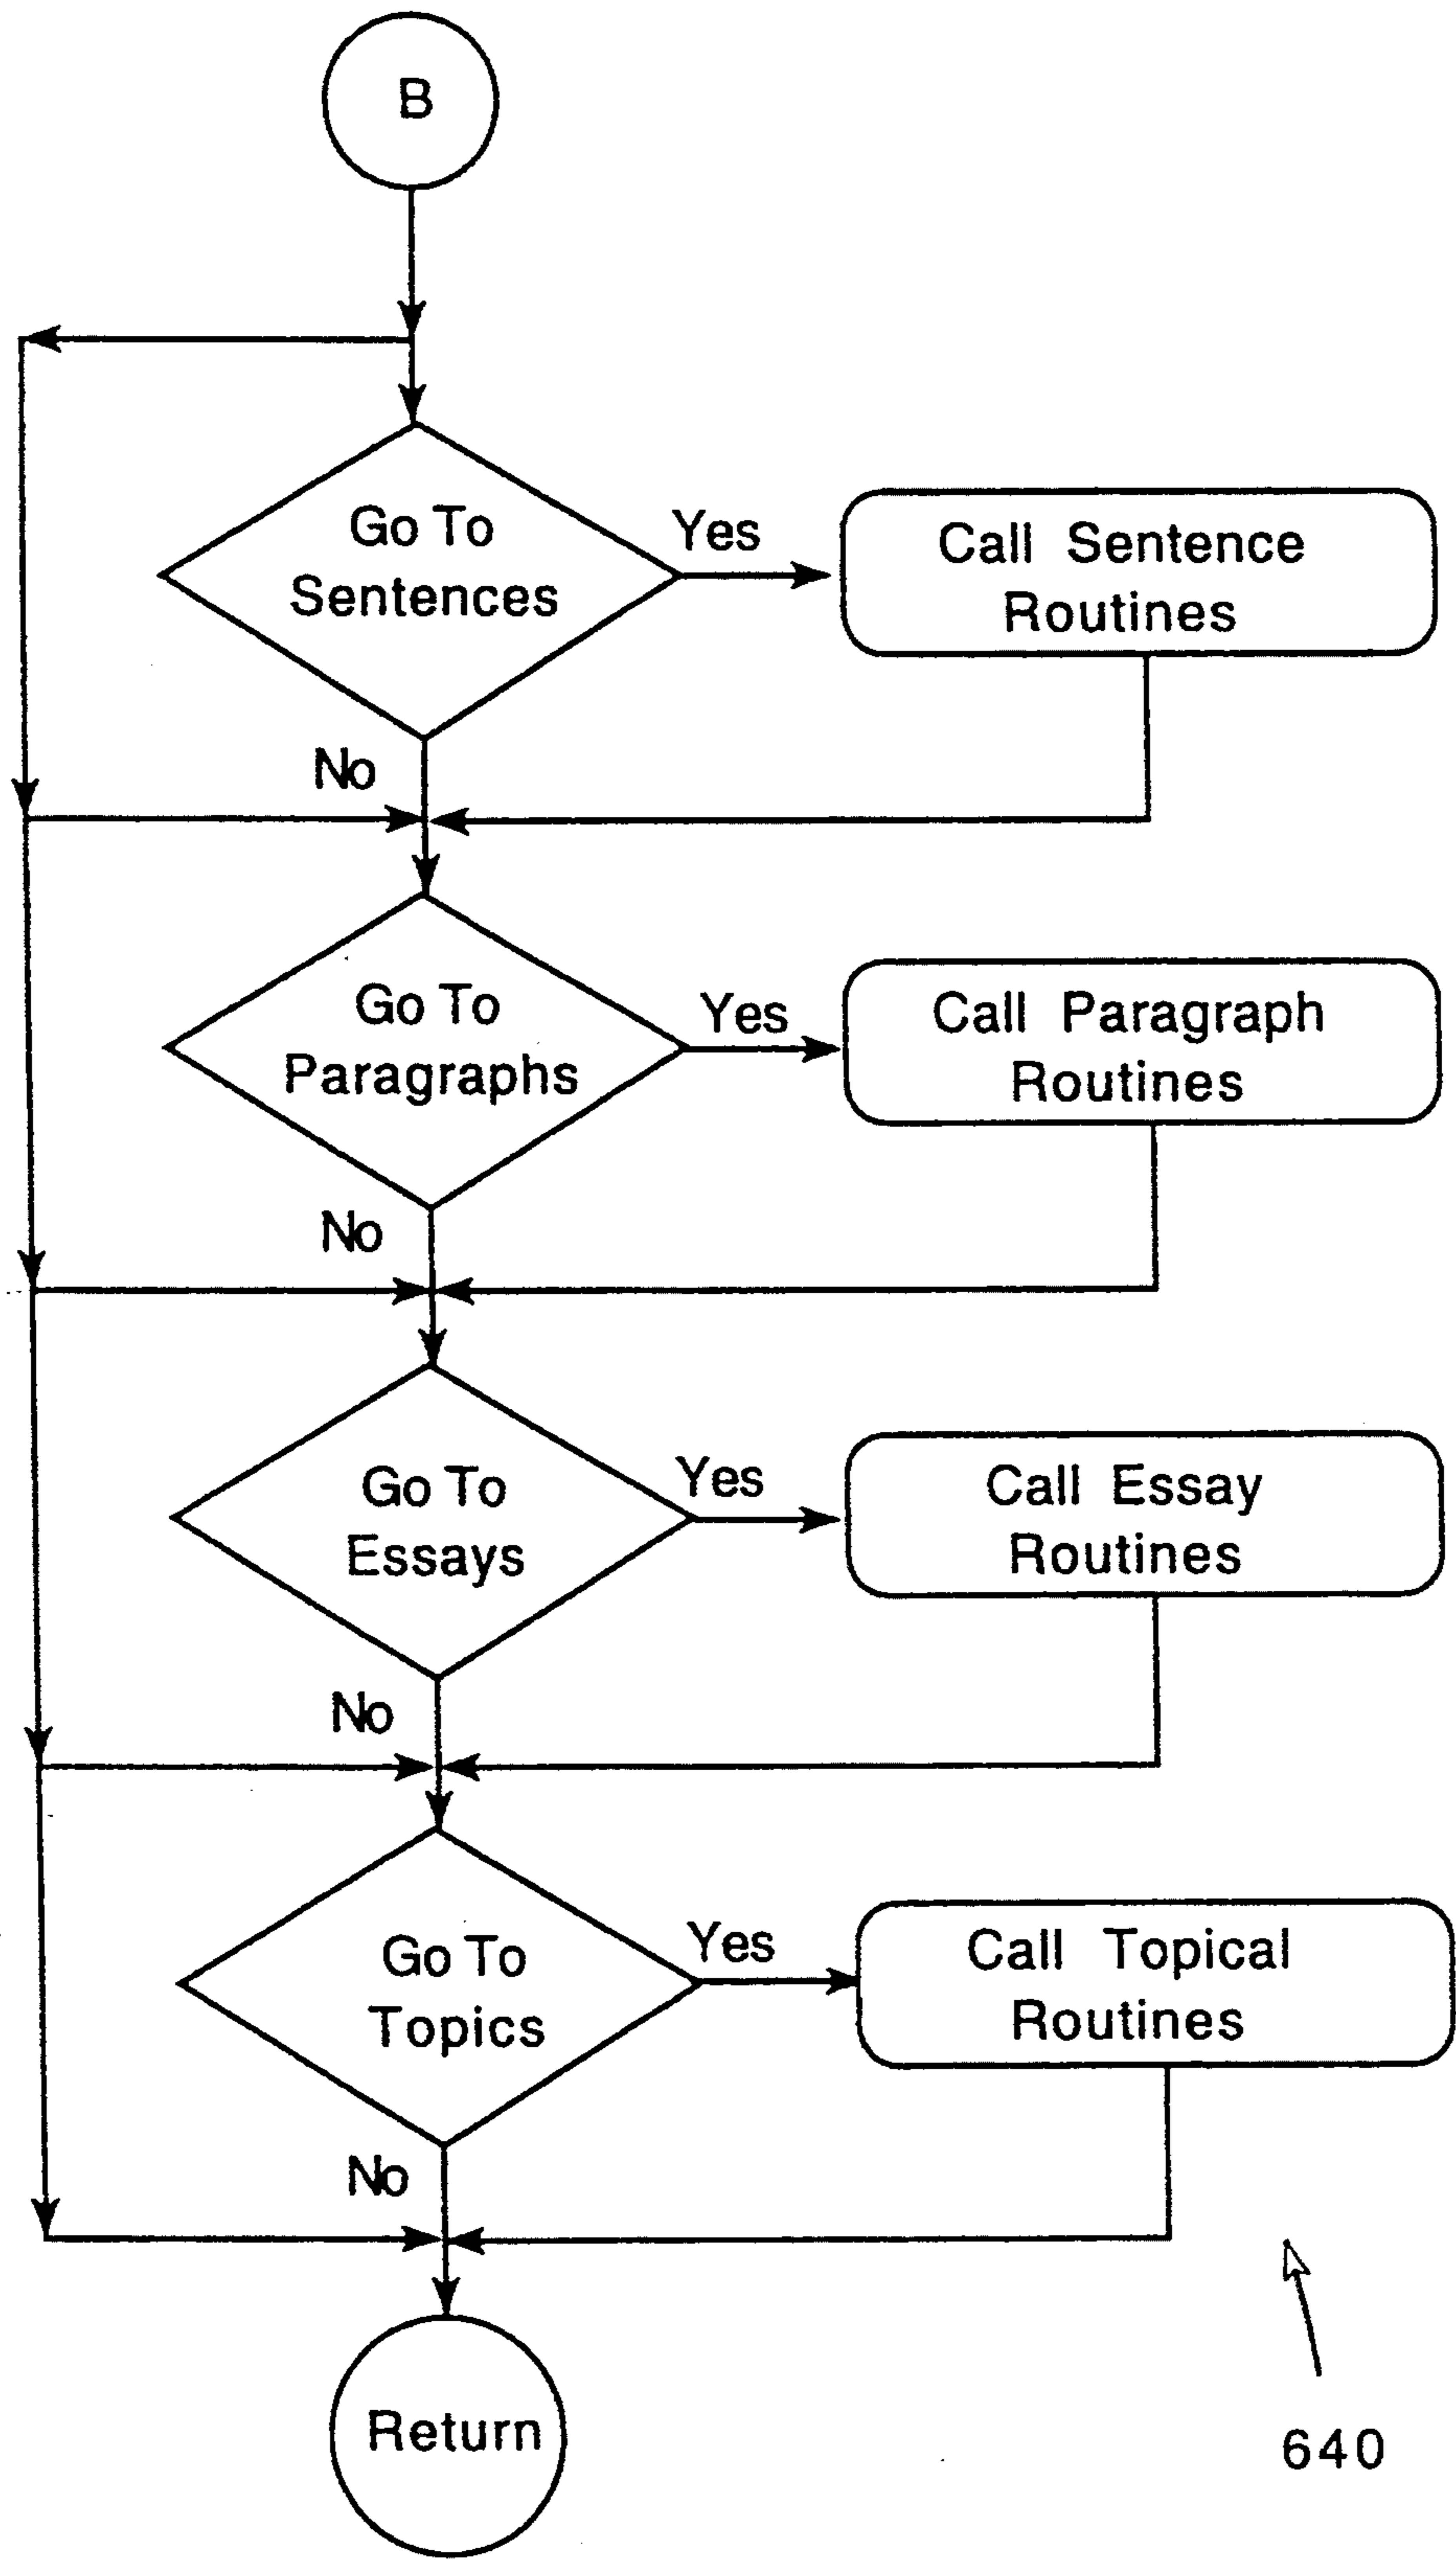 B
Go To
Sentences
Yes
Call Sentence
Routines
No
Go To
Paragraphs
Yes
Call Paragraph
Routines
No
Go To
Essays
Yes
Call Essay
Routines
No
Go To
Topics
Yes
Call Topical
Routines
No
Return
640